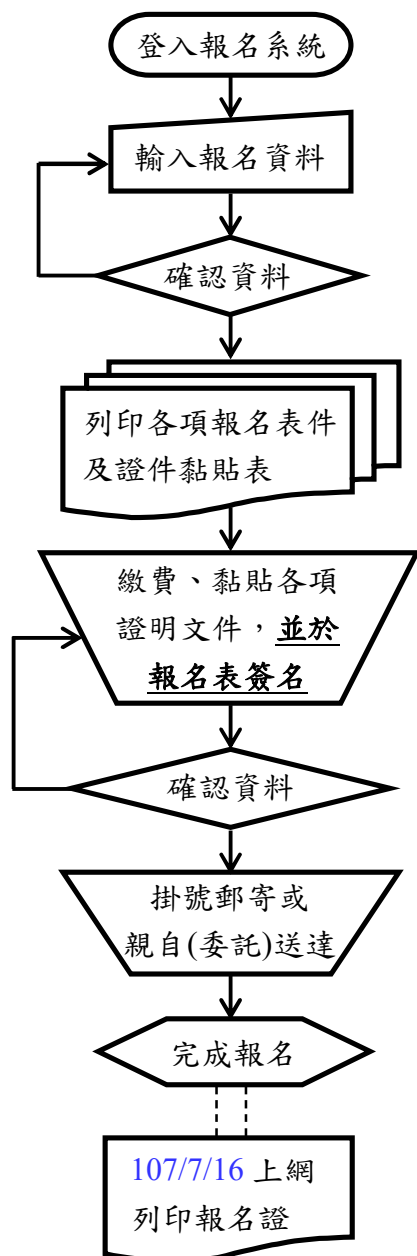 登入報名系統
輸入報名資料
確認資料
列印各項報名表件
及證件黏貼表
繳費、黏貼各項
證明文件，並於
報名表簽名
確認資料
掛號郵寄或
親自(委託)送達
完成報名
107/7/16 上網
列印報名證